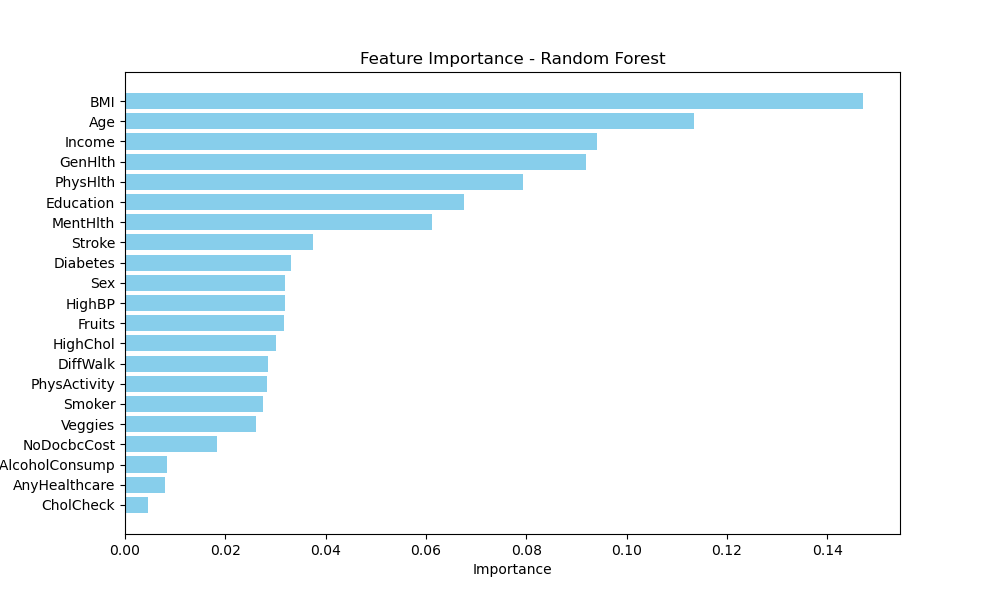 Feature Importance - Random Forest
BMI
Age
Income
GenHlth
PhysHlth
Education
MentHlth
Stroke
Diabetes
Sex
HighBP
Fruits
HighChol
DiffWalk
PhysActivity
Smoker
Veggies
NoDocbcCost
AlcoholConsump
AnyHealthcare
CholCheck
0.00 0.02 0.04 0.06 0.08 0.10 0.12 0.14
Importance